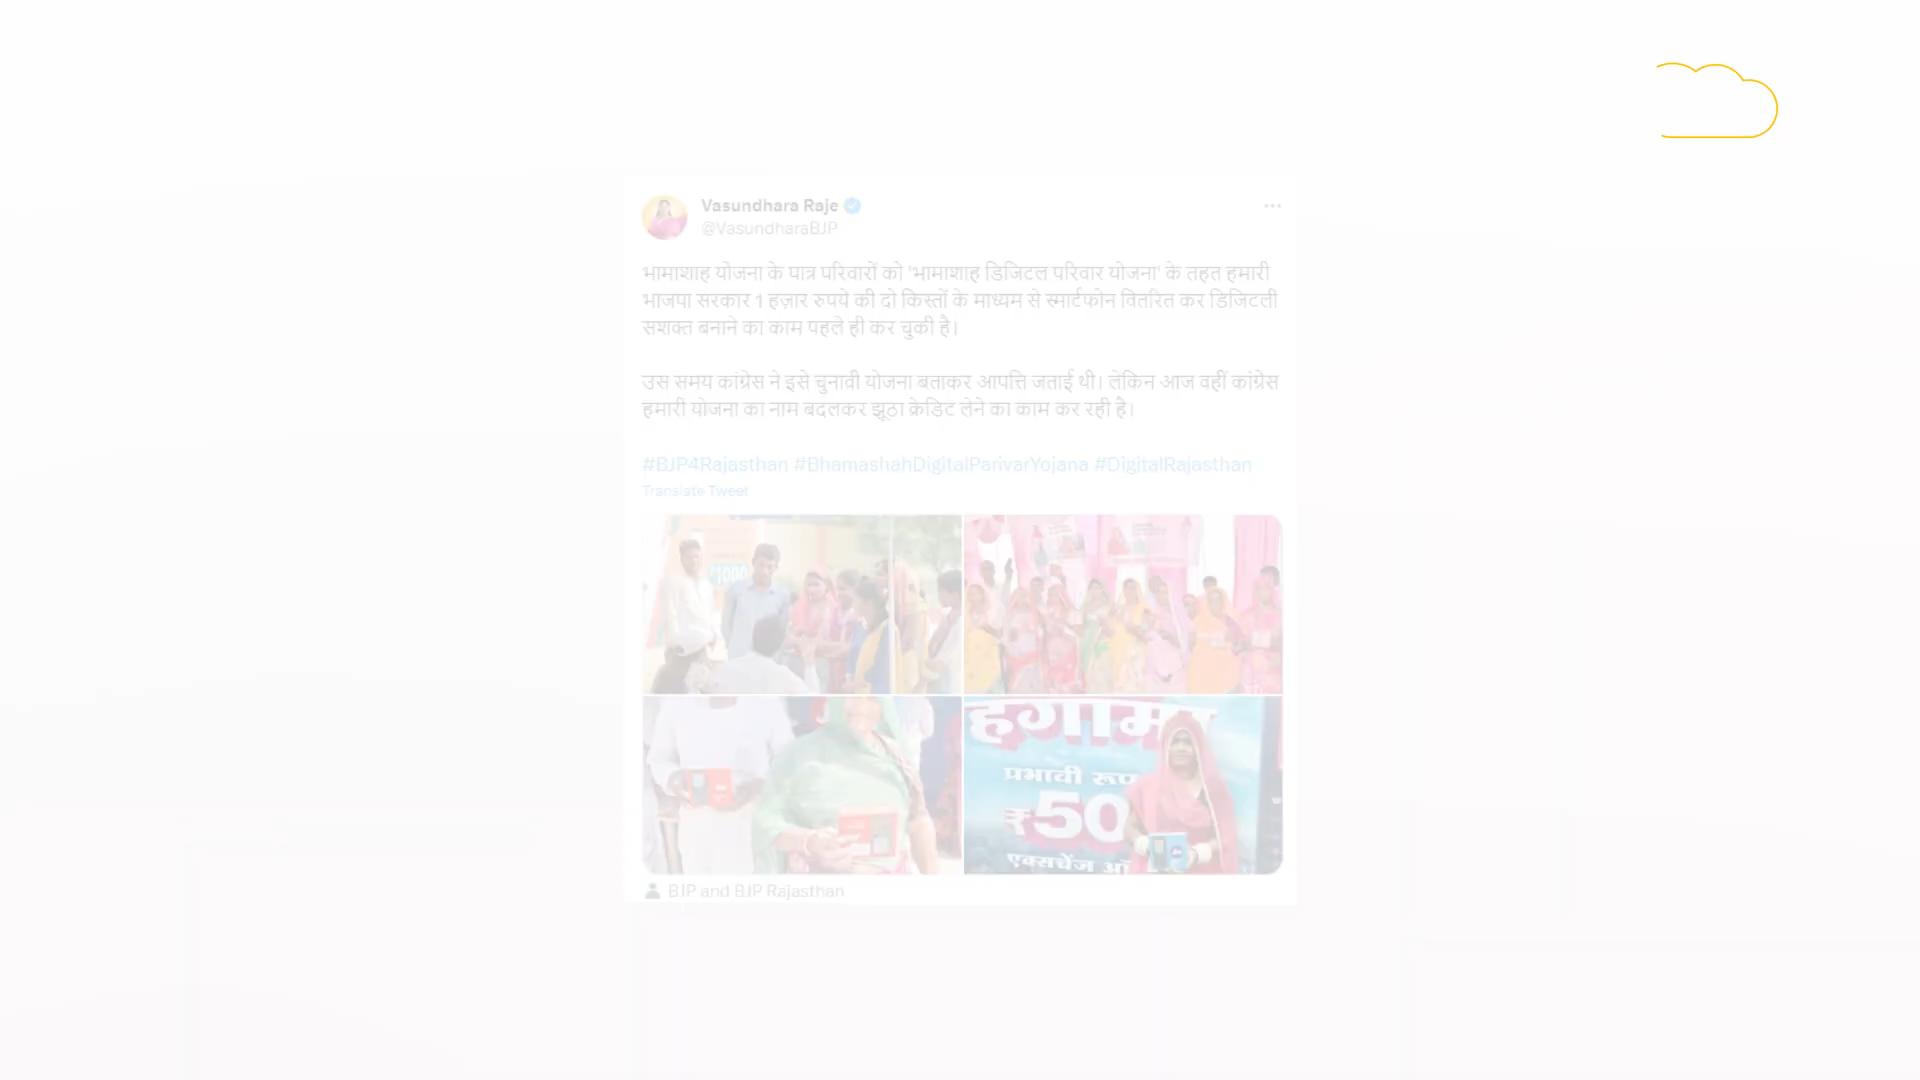 Vasundhara Raje
@VasundharaBJP
भामाशाह योजना के पात्र परिवारों को 'भामाशाह डिजिटल परिवार योजना' के तहत हमारी
भाजपा सरकार 1 हज़ार रुपये की दो किस्तों के माध्यम से स्मार्टफोन वितरित कर डिजिटली
सशक्त बनाने का काम पहले ही कर चुकी है।
उस समय कांग्रेस ने इसे चुनावी योजना बताकर आपत्ति जताई थी। लेकिन आज वहीं कांग्रेस
हमारी योजना का नाम बदलकर झूठा क्रेडिट लेने का काम कर रही है।
#BJP4Rajasthan #BhamashahDigitalParivarYojana #DigitalRajasthan
Translate Tweet
₹1000
हंगामा
प्रभावी रूप
₹50
एक्सचेंज
BJP and BJP Rajasthan